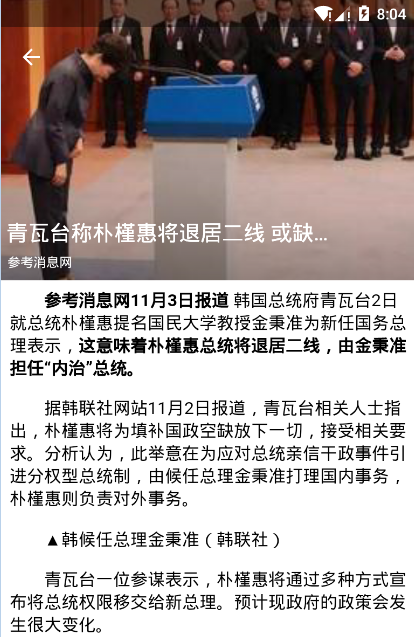 8:04
青瓦台称朴槿惠将退居二线 或缺...
参考消息网
参考消息网11月3日报道 韩国总统府青瓦台2日
就总统朴槿惠提名国民大学教授金秉准为新任国务总
理表示，这意味着朴槿惠总统将退居二线，由金秉准
担任“内治”总统。
据韩联社网站11月2日报道，青瓦台相关人士指
出，朴槿惠将为填补国政空缺放下一切，接受相关要
求。分析认为，此举意在为应对总统亲信干政事件引
进分权型总统制，由候任总理金秉准打理国内事务，
朴槿惠则负责对外事务。
▲韩候任总理金秉准（韩联社）
青瓦台一位参谋表示，朴槿惠将通过多种方式宣
布将总统权限移交给新总理。预计现政府的政策会发
生很大变化。